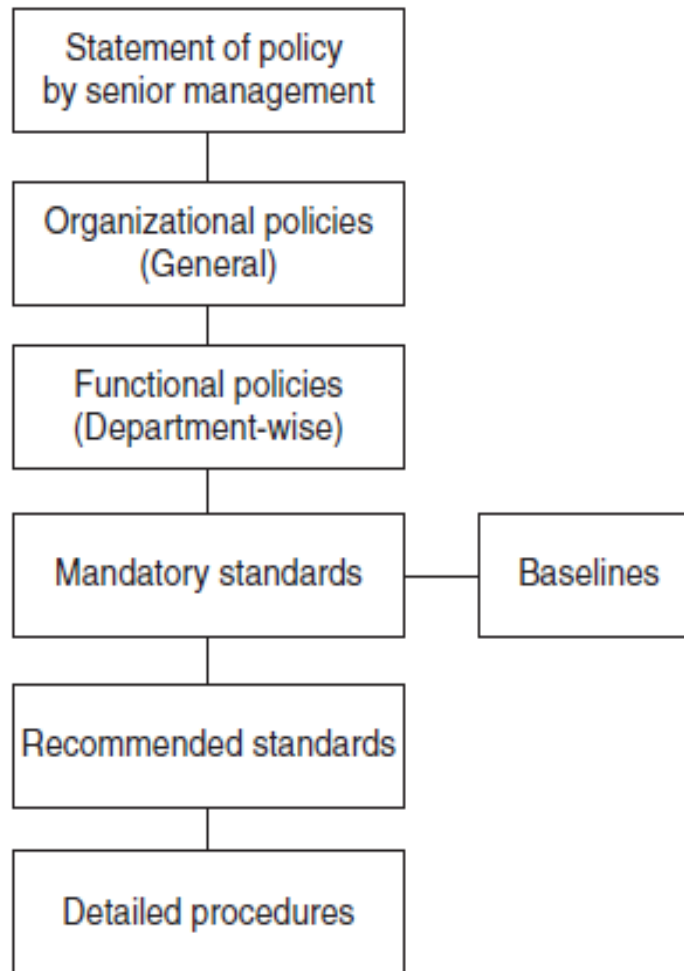 Statement of policy
by senior management
Organizational policies
(General)
Functional policies
(Department-wise)
Mandatory standards
Baselines
Recommended standards
Detailed procedures